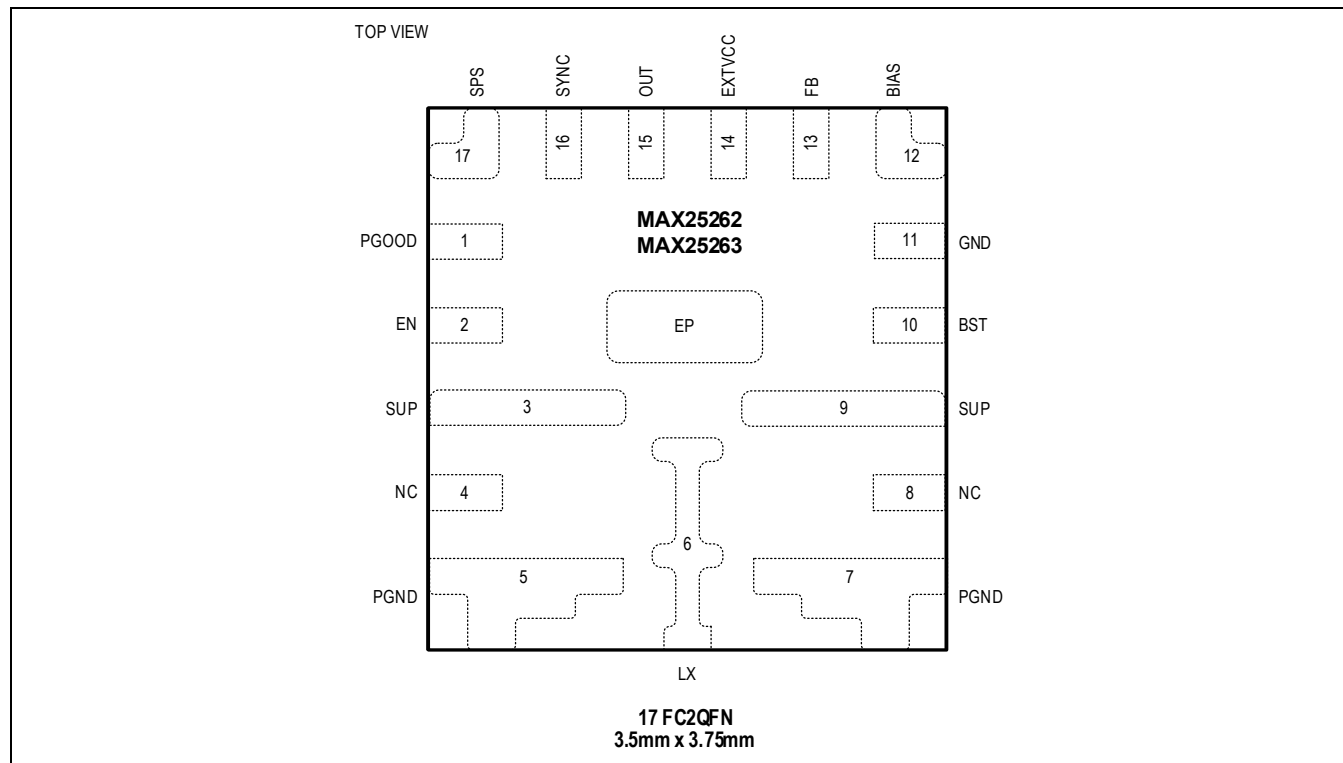 TOP VIEW
SPS
SYNC
OUT
EXTVCC
FB
BIAS
17
16
15
14
13
12
MAX25262
MAX25263
PGOOD
1
11
GND
EN
2
EP
10
BST
SUP
3
9
SUP
NC
4
8
NC
6
5
7
PGND
PGND
LX
17 FC2QFN
3.5mm x 3.75mm